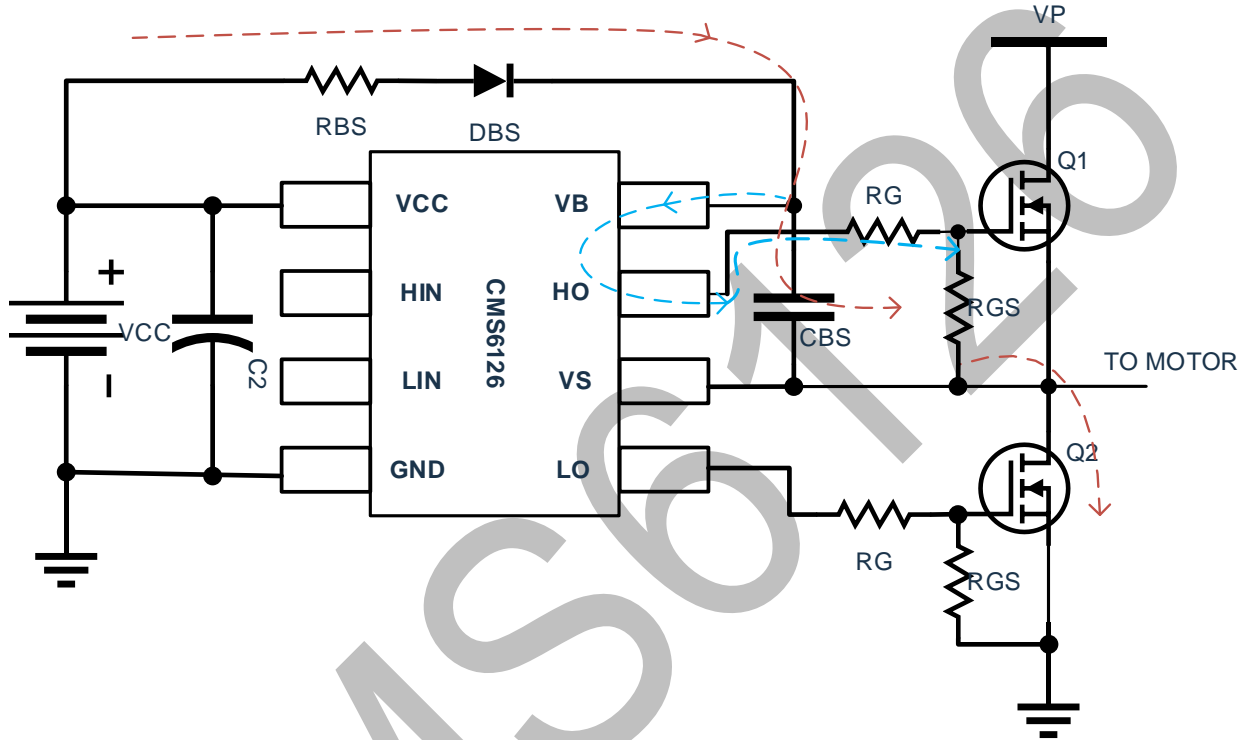 VP
RBS
DBS
Q1
VCC
VB
RG
HIN
HO
CMS6126
RGS
VCC
+
-
C2
CBS
LIN
VS
TO MOTOR
GND
LO
Q2
RG
RGS
CMS6126